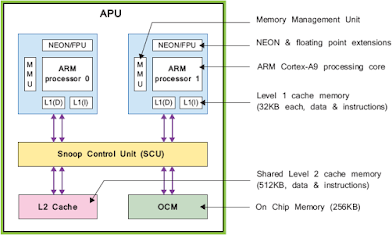 APU
NEON/FPU
MMU
ARM
processor 0
L1(D)
L1(I)
NEON/FPU
MMU
ARM
processor 1
L1(D)
L1(I)
Snoop Control Unit (SCU)
L2 Cache
OCM
Memory Management Unit
NEON & floating point extensions
ARM Cortex-A9 processing core
Level 1 cache memory
(32KB each, data & instructions)
Shared Level 2 cache memory
(512KB, data & instructions)
On Chip Memory (256KB)